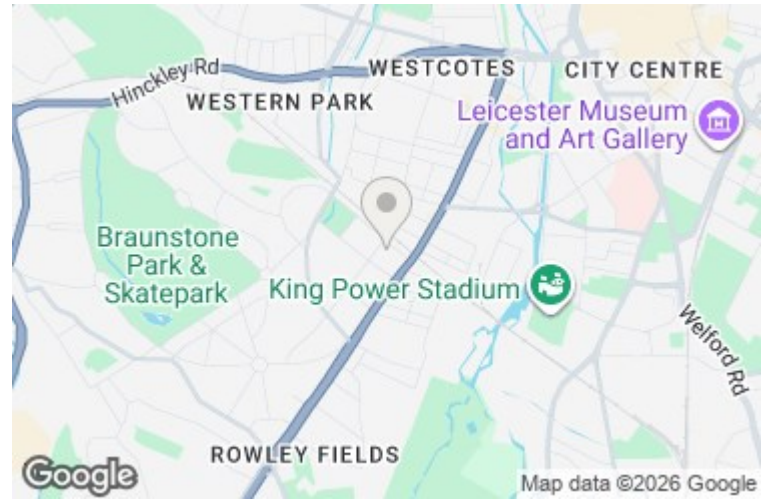 Hinckley Rd
WESTCOTES
CITY CENTRE
WESTERN PARK
Leicester Museum
and Art Gallery
Braunstone
Park &
Skatepark
King Power Stadium
Welford Rd
ROWLEY FIELDS
Google
Map data ©2026 Google